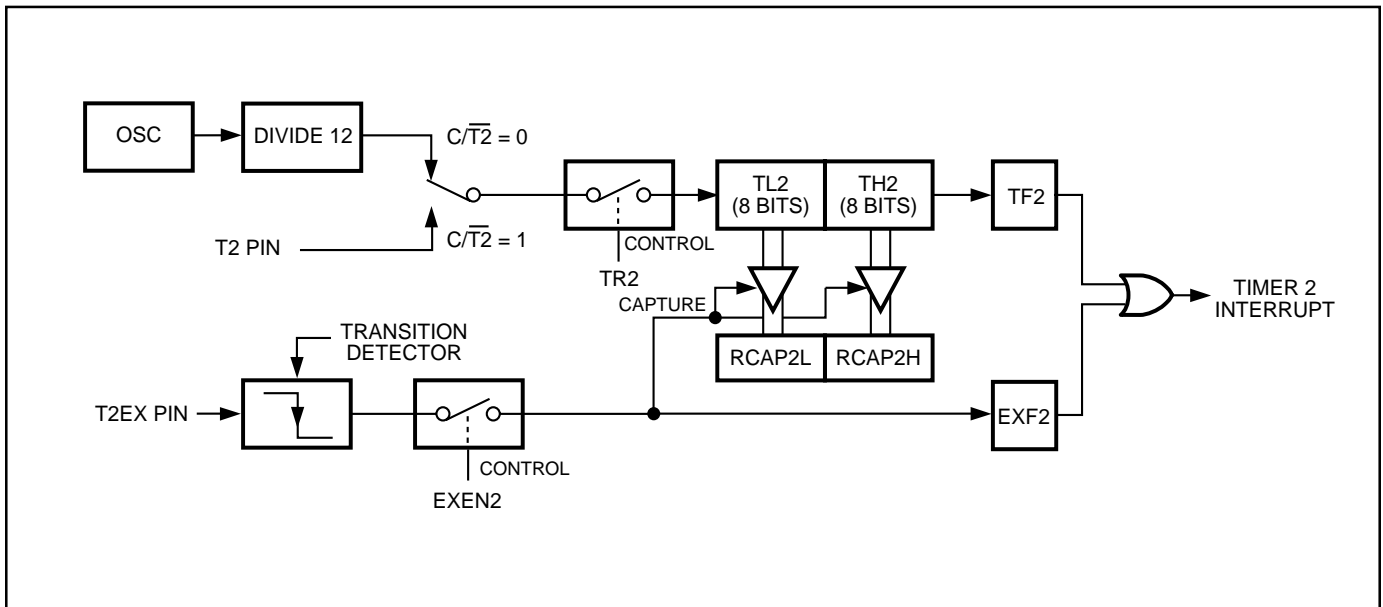 OSC
DIVIDE 12
C/T2 = 0
TL2
(8 BITS)
TH2
(8 BITS)
TF2
T2 PIN
C/T2 = 1
CONTROL
TR2
CAPTURE
TIMER 2
INTERRUPT
TRANSITION
DETECTOR
RCAP2L
RCAP2H
T2EX PIN
EXF2
CONTROL
EXEN2